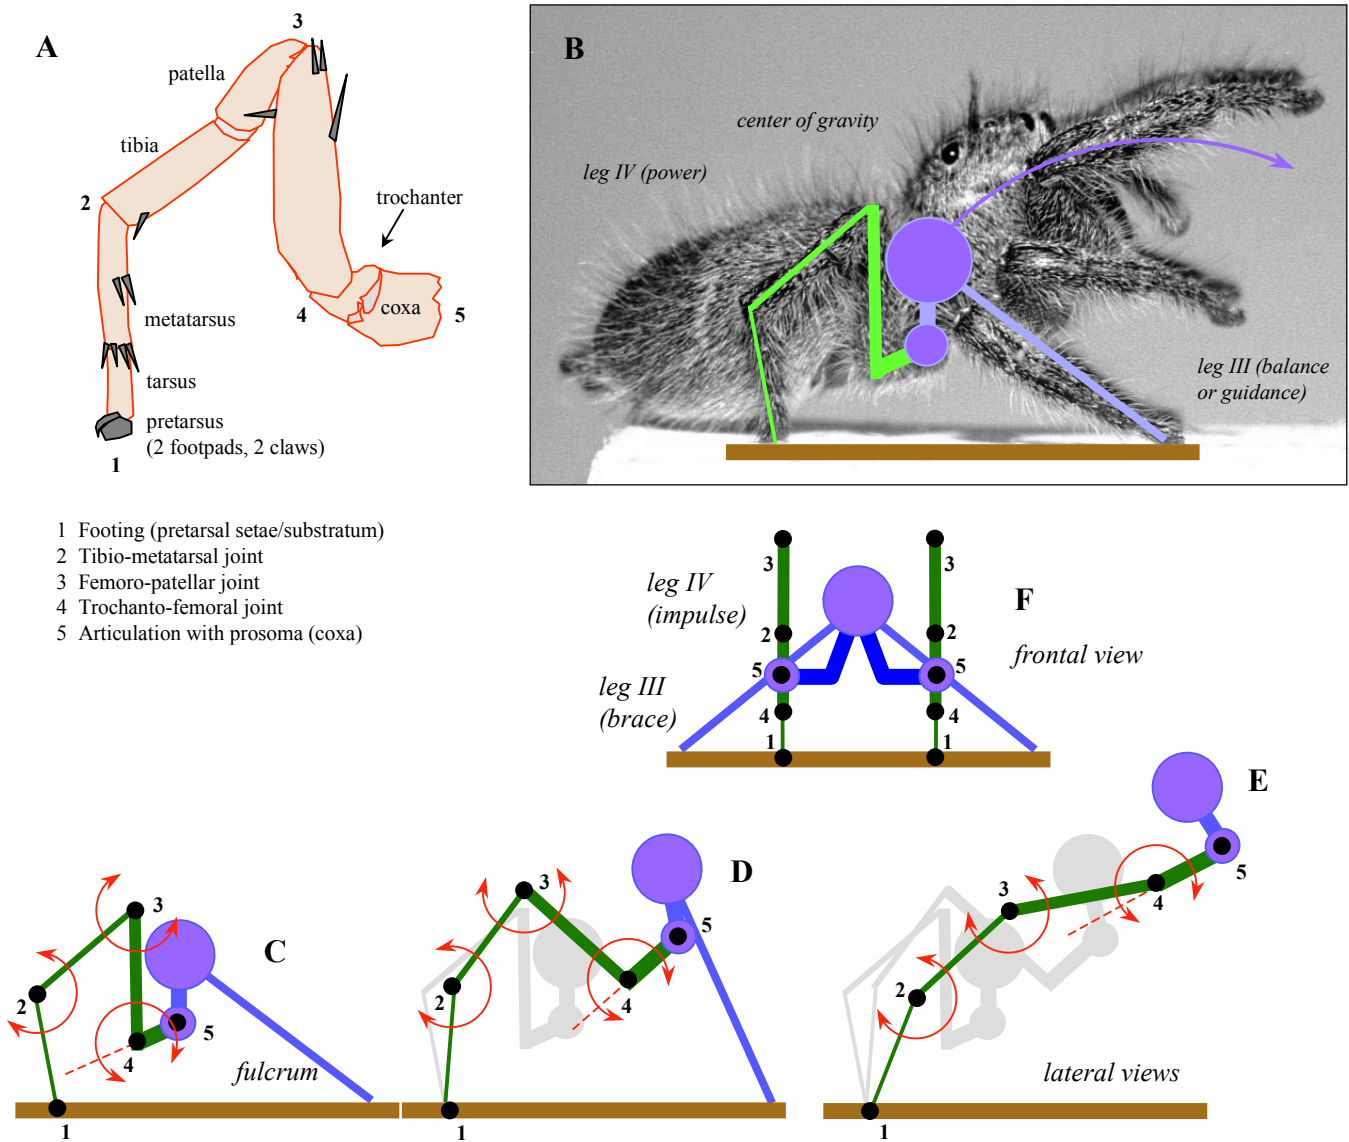 A
3
patella
tibia
2
trochanter
4
coxa
5
metatarsus
tarsus
pretarsus
(2 footpads, 2 claws)
1
B
center of gravity
leg IV (power)
leg III (balance
or guidance)
1 Footing (pretarsal setae/substratum)
2 Tibio-metatarsal joint
3 Femoro-patellar joint
4 Trochanto-femoral joint
5 Articulation with prosoma (coxa)
F
frontal view
leg IV
(impulse)
leg III
(brace)
3
3
2
2
5
5
4
4
1
1
C
3
2
5
4
fulcrum
1
D
3
5
2
4
1
E
3
5
4
2
lateral views
1